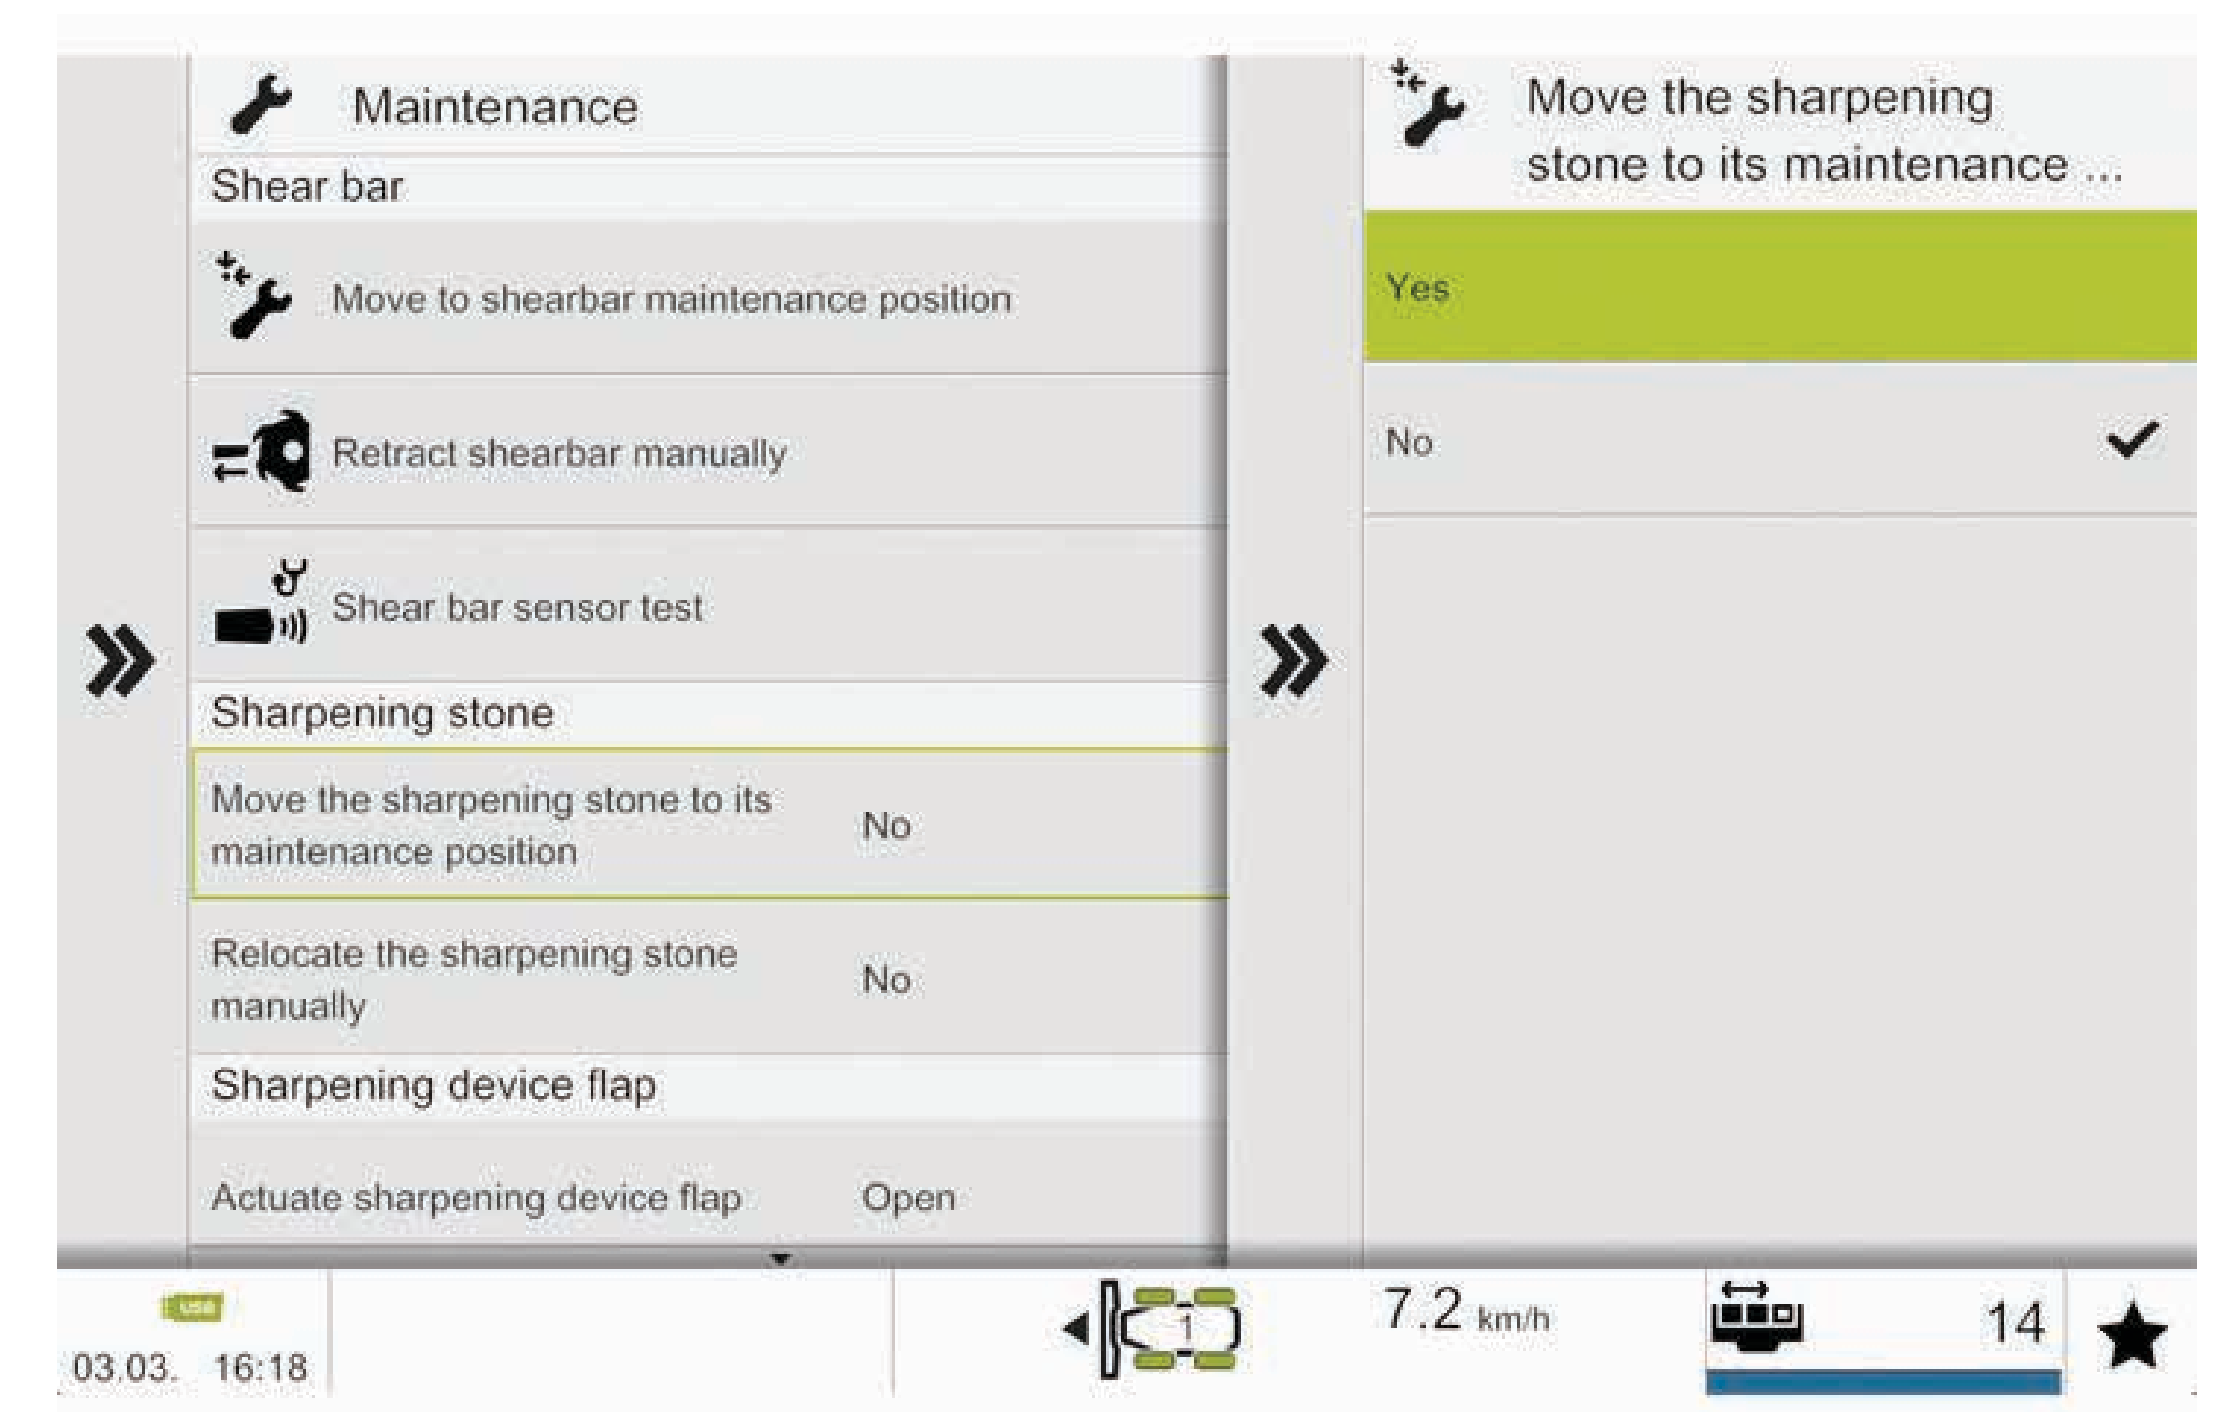 Maintenance
Shear bar
Move to shearbar maintenance position
Retract shearbar manually
Shear bar sensor test
Sharpening stone
Move the sharpening stone to its
maintenance position
No
Relocate the sharpening stone
manually
No
Sharpening device flap
Actuate sharpening device flap
Open
Move the sharpening
stone to its maintenance ...
Yes
No
USB
03.03. 16:18
1
7.2 km/h
14